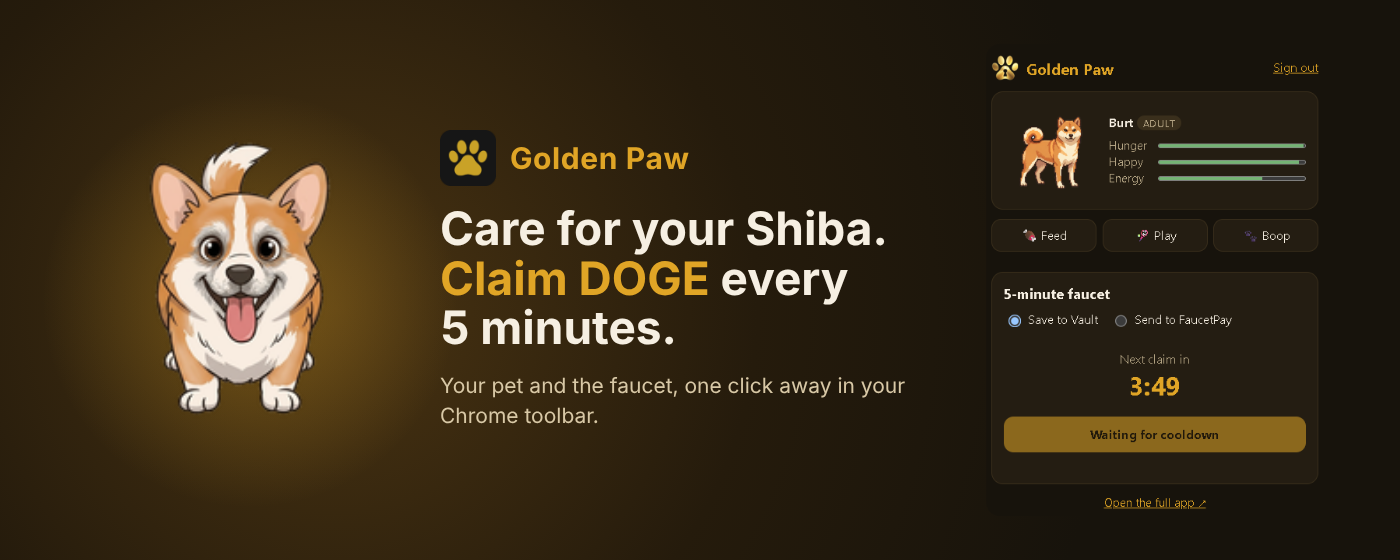 Golden Paw
Care for your Shiba.
Claim DOGE every
5 minutes.
Your pet and the faucet, one click away in your
Chrome toolbar.
Golden Paw
Sign out
Burt ADULT
Hunger
Happy
Energy
Feed
Play
Boop
5-minute faucet
Save to Vault
Send to FaucetPay
Next claim in
3:49
Waiting for cooldown
Open the full app ↗